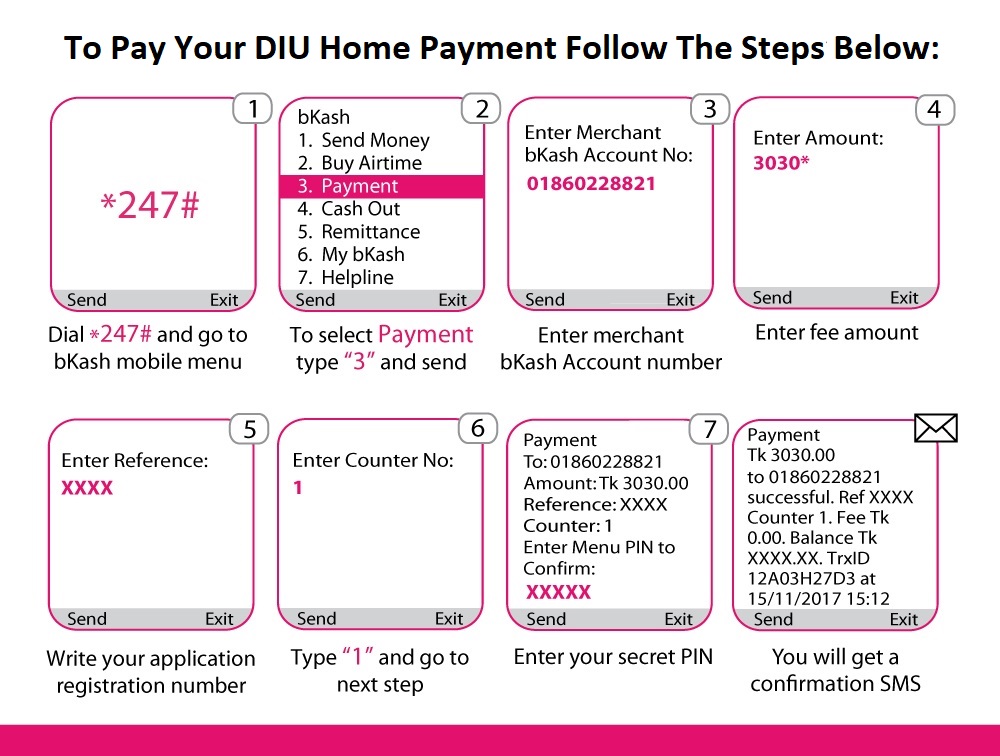 To Pay Your DIU Home Payment Follow The Steps Below:
1
*247#
Send Exit
Dial *247# and go to
bKash mobile menu
2
bKash
1. Send Money
2. Buy Airtime
3. Payment
4. Cash Out
5. Remittance
6. My bKash
7. Helpline
Send Exit
To select Payment
type “3” and send
3
Enter Merchant
bKash Account No:
01860228821
Send Exit
Enter merchant
bKash Account number
4
Enter Amount:
3030*
Send Exit
Enter fee amount
5
Enter Reference:
XXXX
Send Exit
Write your application
registration number
6
Enter Counter No:
1
Send Exit
Type “1” and go to
next step
7
Payment
To: 01860228821
Amount: Tk 3030.00
Reference: XXXX
Counter: 1
Enter Menu PIN to
Confirm:
XXXXX
Send Exit
Enter your secret PIN
Payment
Tk 3030.00
to 01860228821
successful. Ref XXXX
Counter 1. Fee Tk
0.00. Balance Tk
XXXX.XX. TrxID
12A03H27D3 at
15/11/2017 15:12
Send Exit
You will get a
confirmation SMS